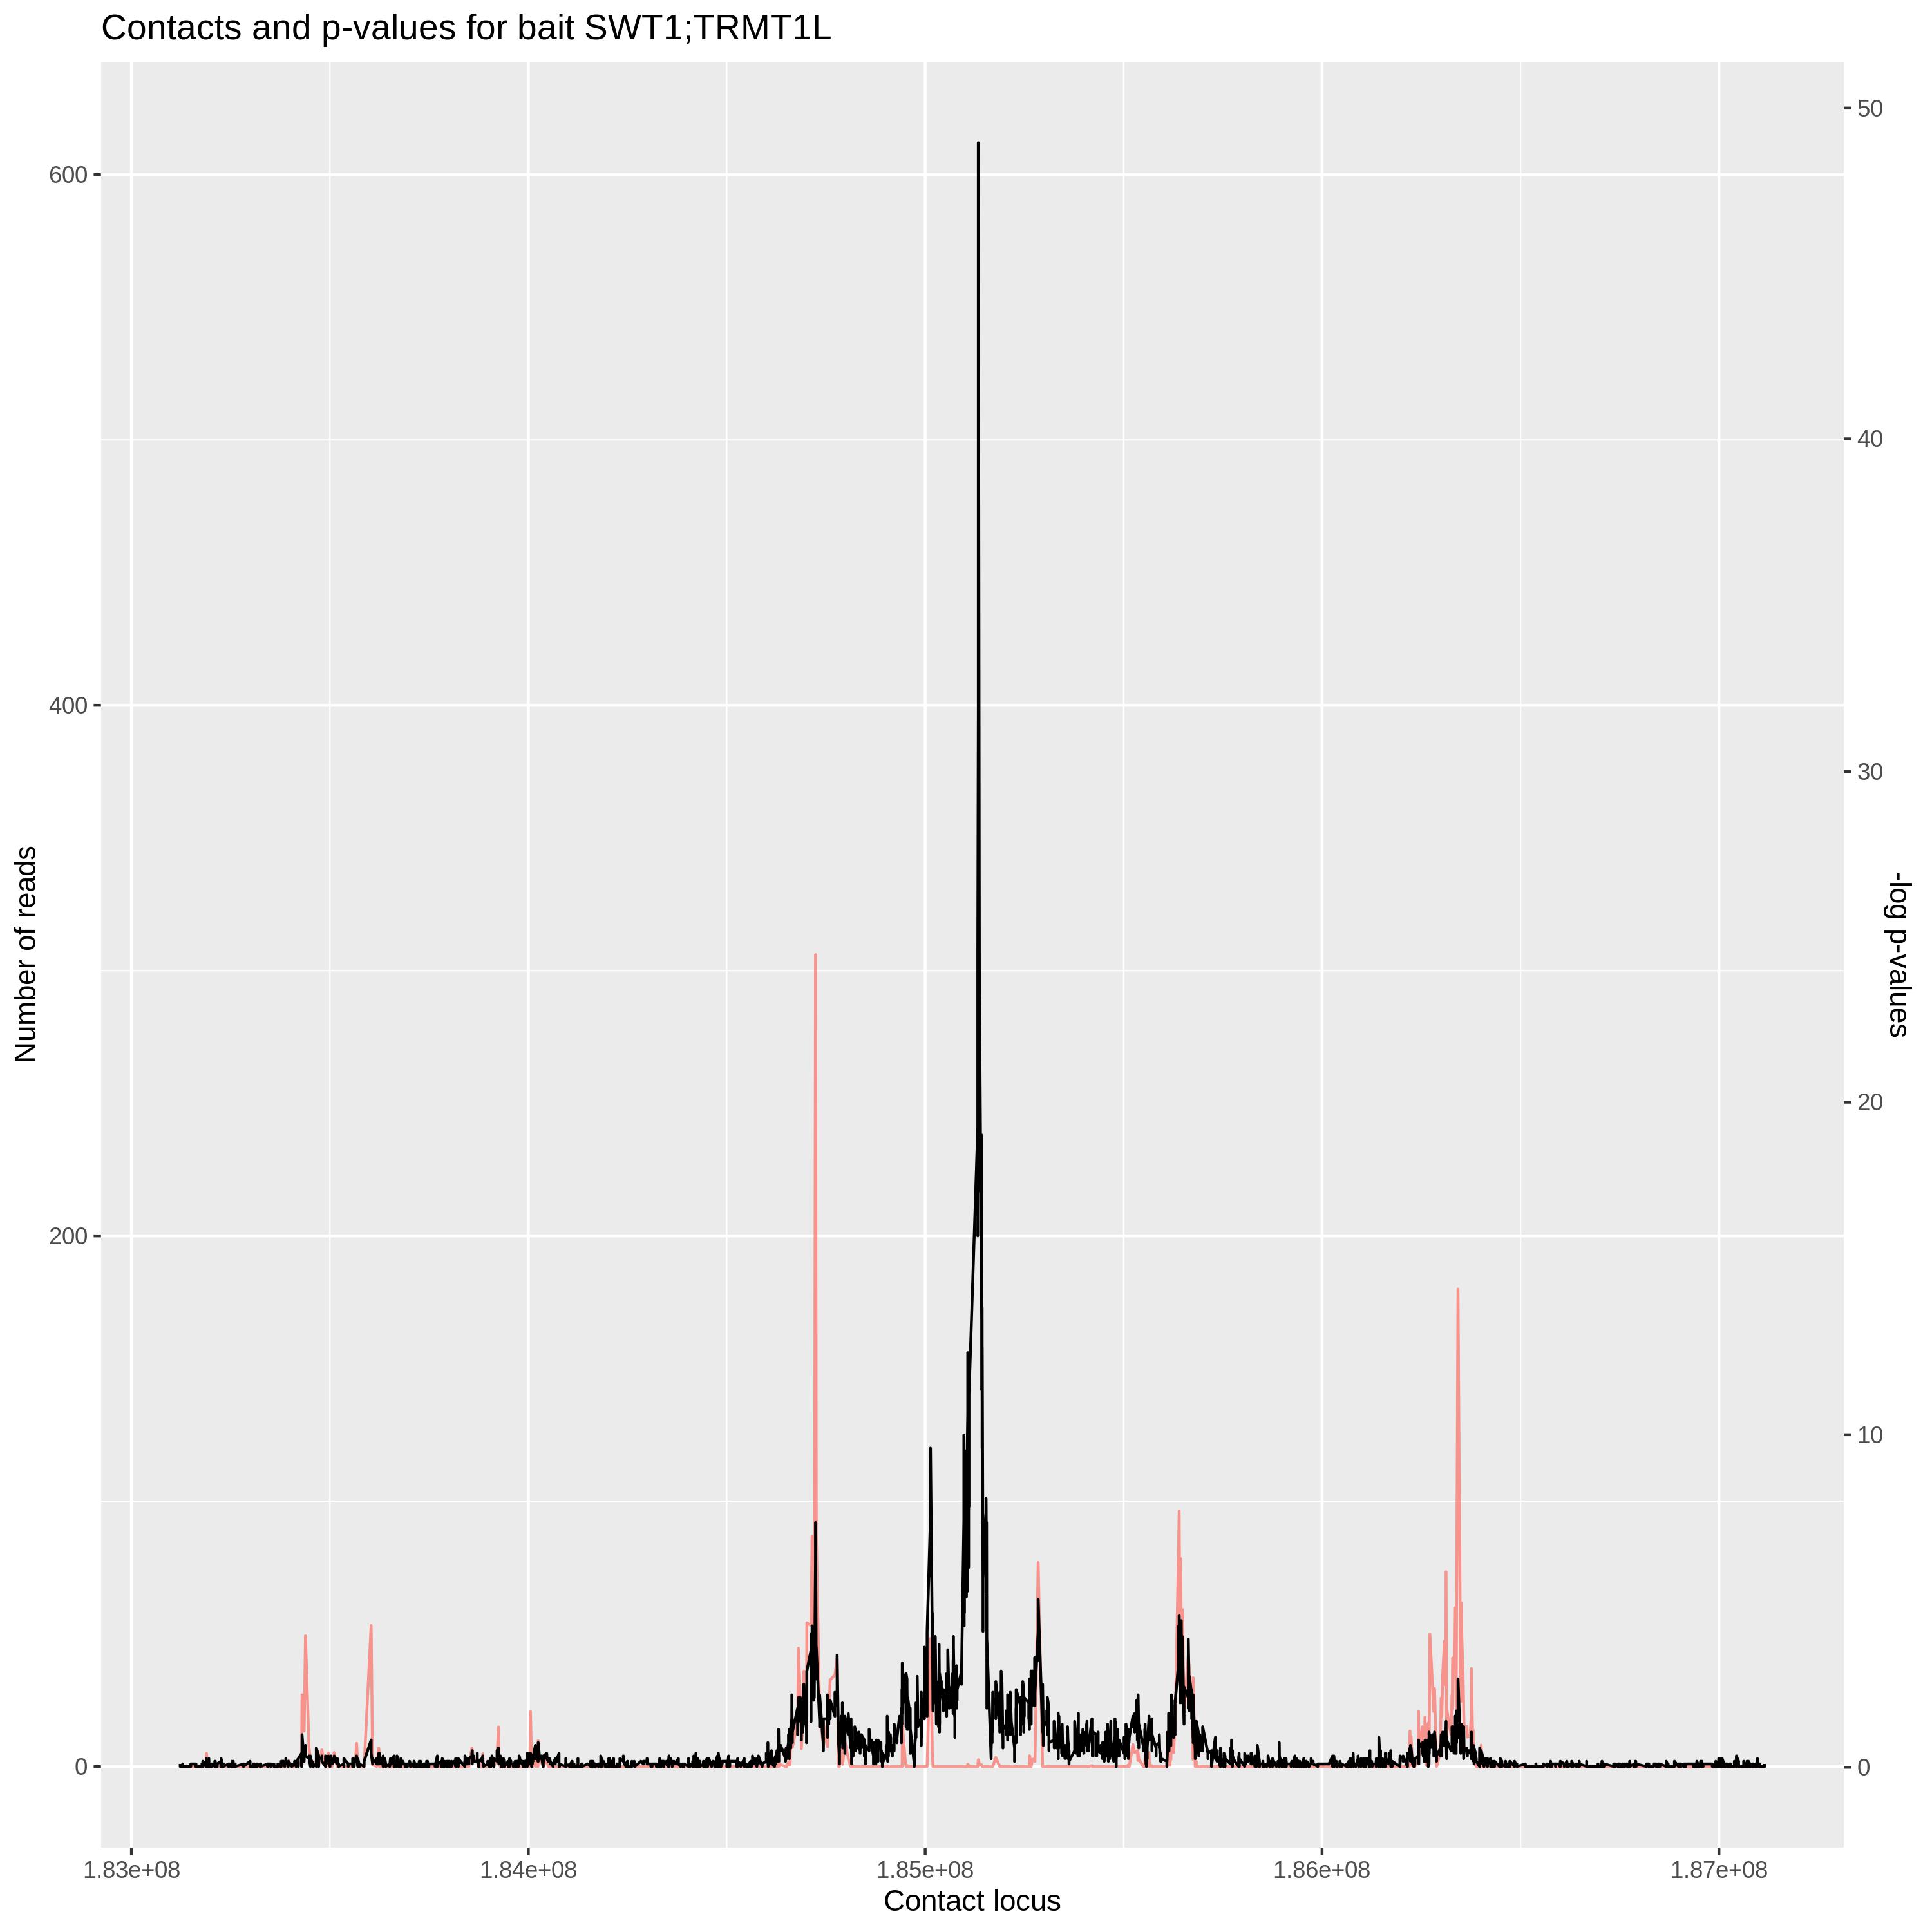 Contacts and p-values for bait SWT1;TRMT1L
Number of reads
600
400
200
0
50
40
30
20
10
0
-log p-values
1.83e+08
1.84e+08
1.85e+08
1.86e+08
1.87e+08
Contact locus